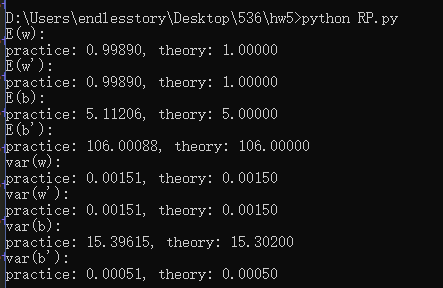 D:\Users\endlesstory\Desktop\536\hw5>python RP.py
E(w):
practice: 0.99890, theory: 1.00000
E(w'):
practice: 0.99890, theory: 1.00000
E(b):
practice: 5.11206, theory: 5.00000
E(b'):
practice: 106.00088, theory: 106.00000
var(w):
practice: 0.00151, theory: 0.00150
var(w'):
practice: 0.00151, theory: 0.00150
var(b):
practice: 15.39615, theory: 15.30200
var(b'):
practice: 0.00051, theory: 0.00050